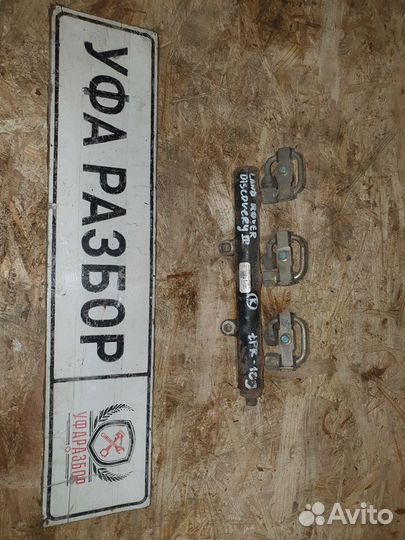 УФА РАЗБОР
УФАРАЗБОР
LAND ROVER
DISCOVERY III
Avito